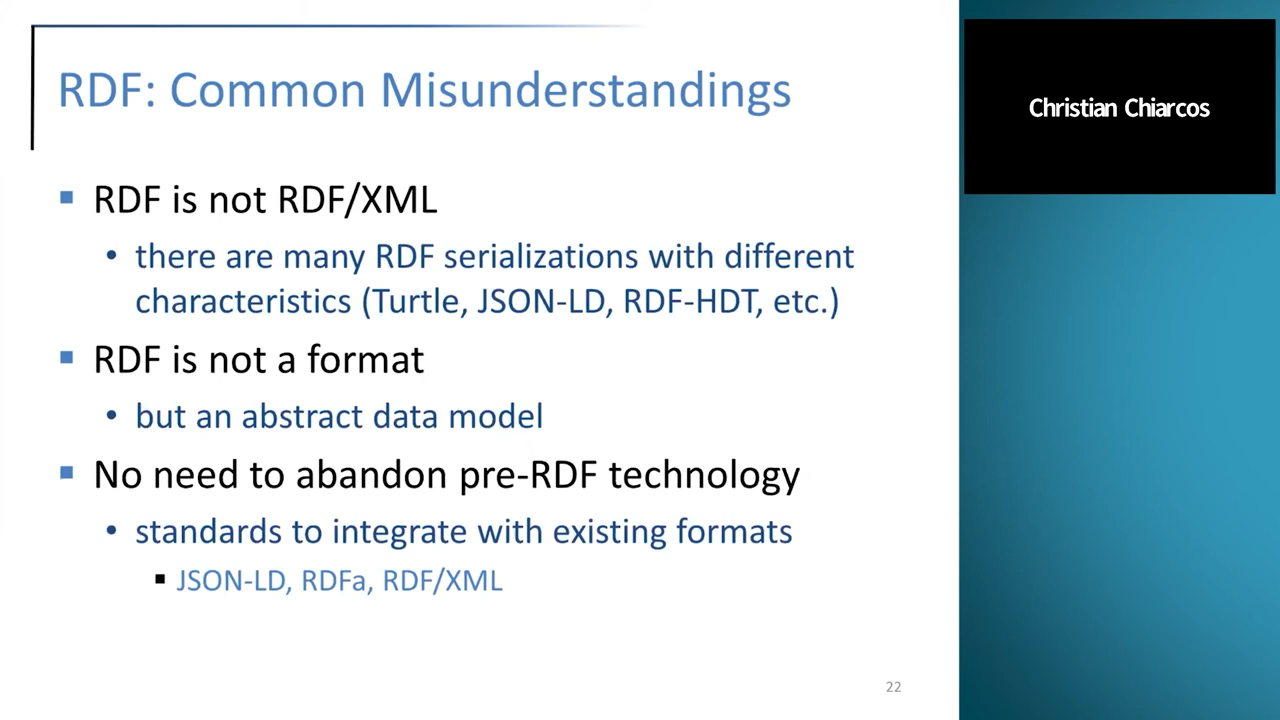 RDF: Common Misunderstandings
RDF is not RDF/XML
there are many RDF serializations with different
characteristics (Turtle, JSON-LD, RDF-HDT, etc.)
RDF is not a format
but an abstract data model
No need to abandon pre-RDF technology
standards to integrate with existing formats
JSON-LD, RDFa, RDF/XML
22
Christian Chiarcos